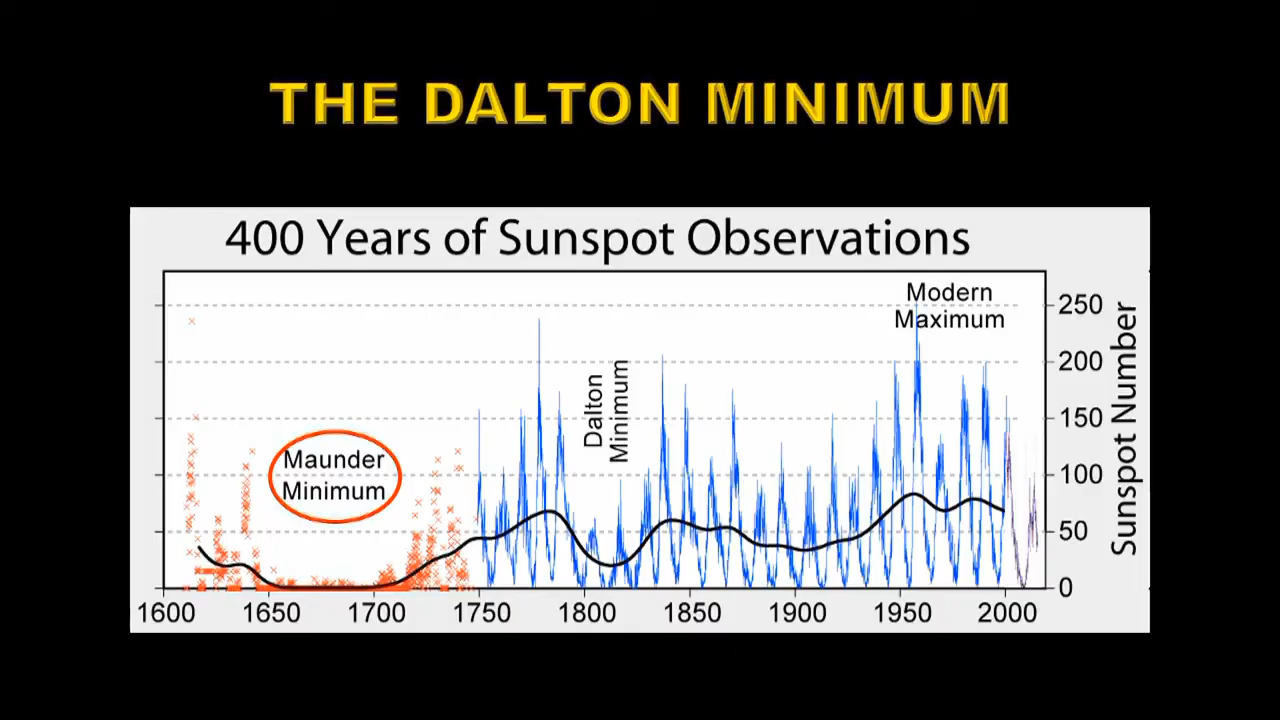 THE DALTON MINIMUM
400 Years of Sunspot Observations
Modern
Maximum
Dalton
Minimum
Maunder
Minimum
250
200
150
100
50
0
Sunspot Number
1600 1650 1700 1750 1800 1850 1900 1950 2000